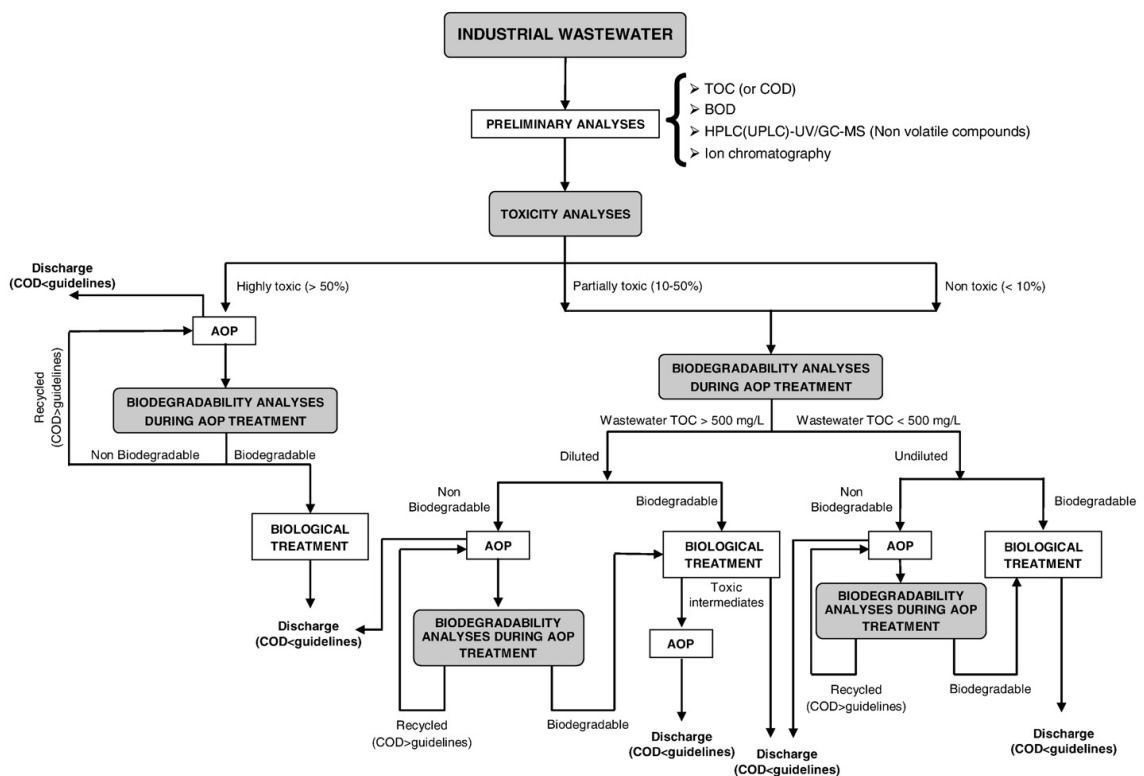 INDUSTRIAL WASTEWATER
PRELIMINARY ANALYSES
➢ TOC (or COD)
➢ BOD
➢ HPLC(UPLC)-UV/GC-MS (Non volatile compounds)
➢ Ion chromatography
TOXICITY ANALYSES
Discharge
(COD<guidelines)
Highly toxic (> 50%)
Partially toxic (10-50%)
Non toxic (< 10%)
AOP
Recycled
(COD>guidelines)
BIODEGRADABILITY ANALYSES
DURING AOP TREATMENT
Non Biodegradable
Biodegradable
BIOLOGICAL
TREATMENT
Discharge
(COD<guidelines)
BIODEGRADABILITY ANALYSES
DURING AOP TREATMENT
Wastewater TOC > 500 mg/L
Wastewater TOC < 500 mg/L
Diluted
Undiluted
Non
Biodegradable
Biodegradable
AOP
BIOLOGICAL
TREATMENT
Toxic
intermediates
BIODEGRADABILITY
ANALYSES DURING AOP
TREATMENT
AOP
Recycled
(COD>guidelines)
Biodegradable
Discharge
(COD<guidelines)
Discharge
(COD<guidelines)
Non
Biodegradable
Biodegradable
AOP
BIOLOGICAL
TREATMENT
BIODEGRADABILITY
ANALYSES DURING AOP
TREATMENT
Recycled
(COD>guidelines)
Biodegradable
Discharge
(COD<guidelines)